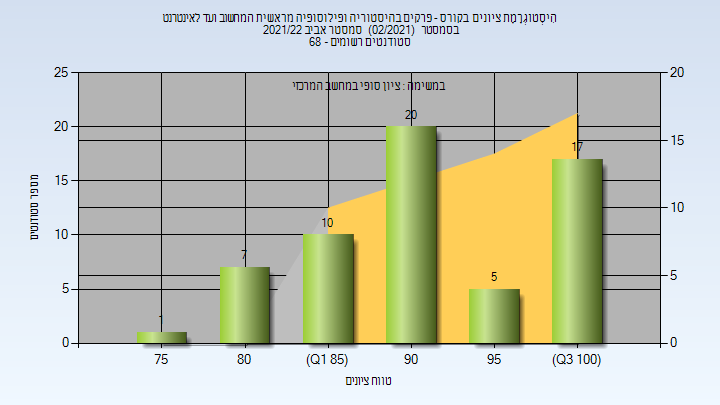 הִיסְטוֹגְרָמַת ציונים בקורס - פרקים בהיסטוריה ופילוסופיה מראשית המחשוב ועד לאינטרנט
בסמסטר (02/2021) סמסטר אביב 2021/22
סטודנטים רשומים - 68
במשימה : ציון סופי במחשב המרכזי
25
20
15
10
5
0
20
15
10
5
0
מספר סטודנטים
1
7
10
20
5
17
75
80
(Q1 85)
90
95
(Q3 100)
טווח ציונים